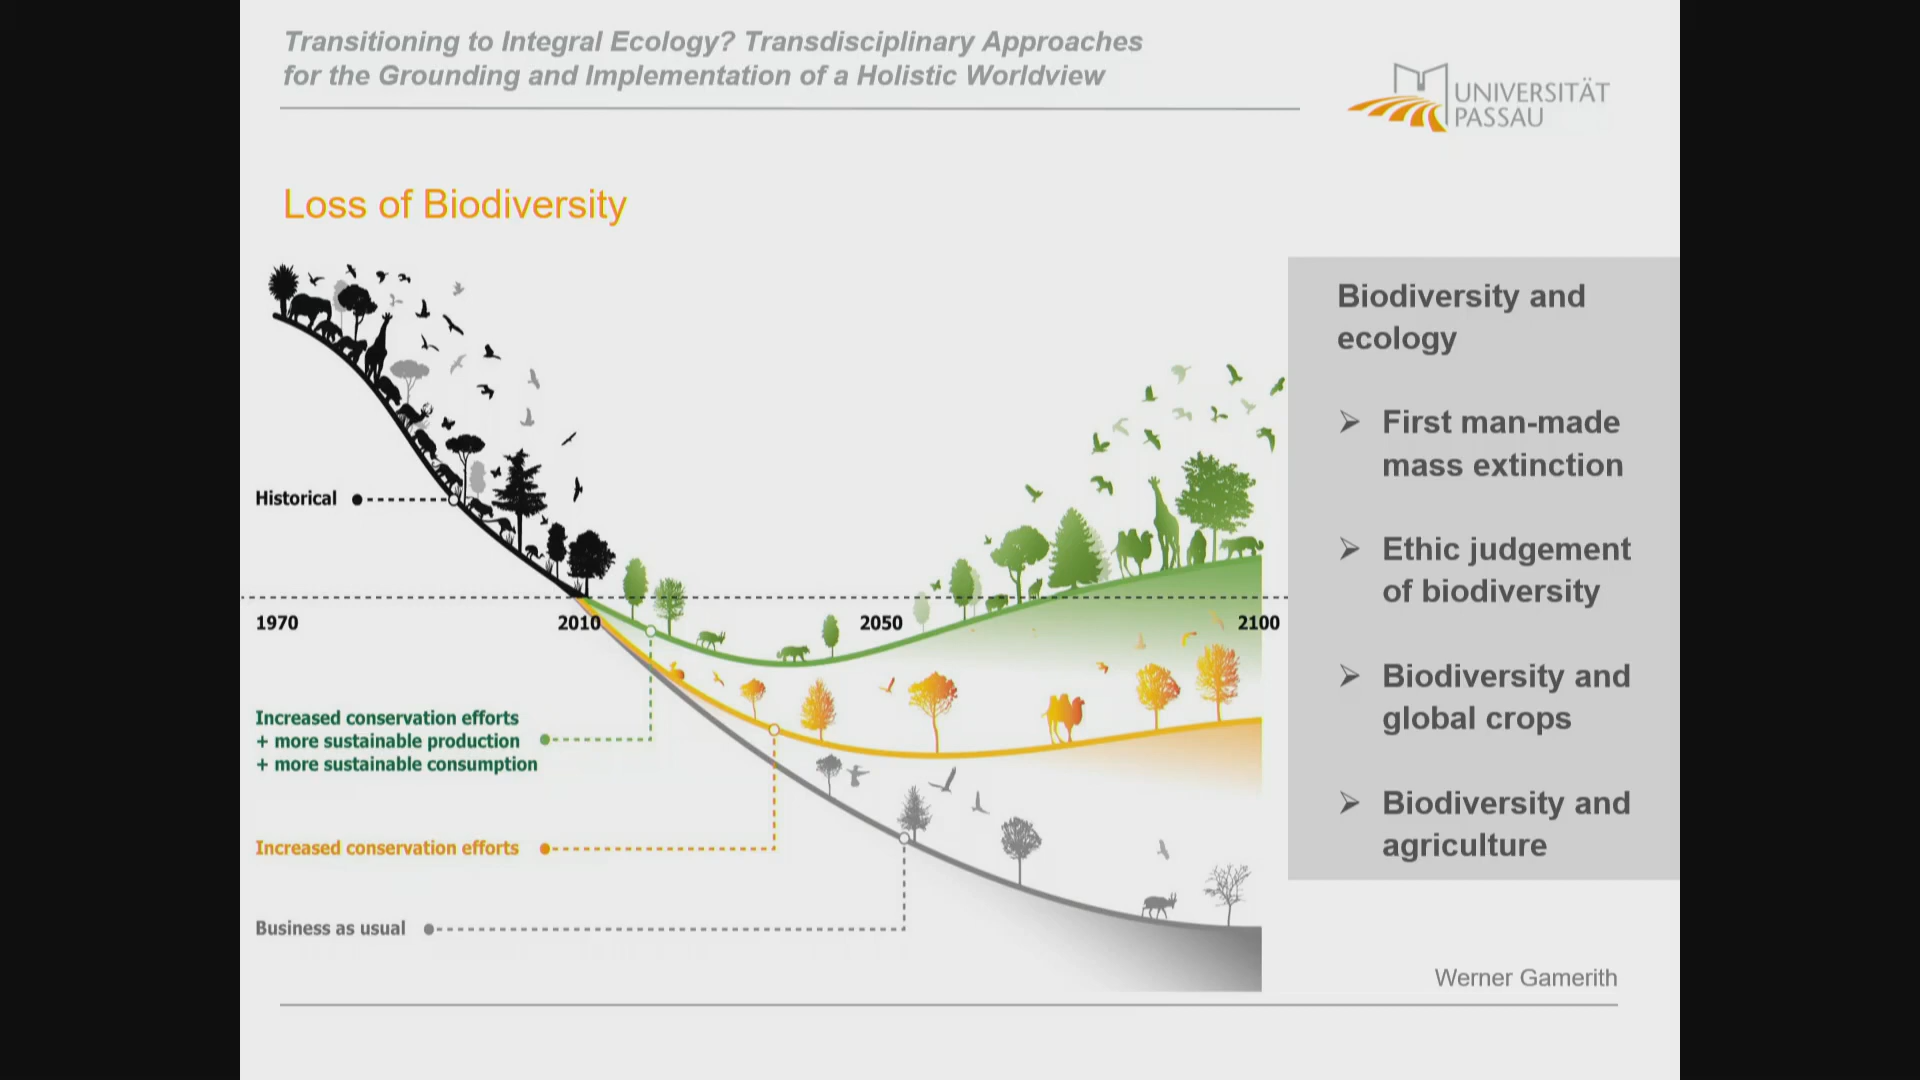 Transitioning to Integral Ecology? Transdisciplinary Approaches
for the Grounding and Implementation of a Holistic Worldview
UNIVERSITÄT
PASSAU
Loss of Biodiversity
Historical
1970
2010
2050
2100
Increased conservation efforts
+ more sustainable production
+ more sustainable consumption
Increased conservation efforts
Business as usual
Biodiversity and
ecology
➢ First man-made
mass extinction
➢ Ethic judgement
of biodiversity
➢ Biodiversity and
global crops
➢ Biodiversity and
agriculture
Werner Gamerith